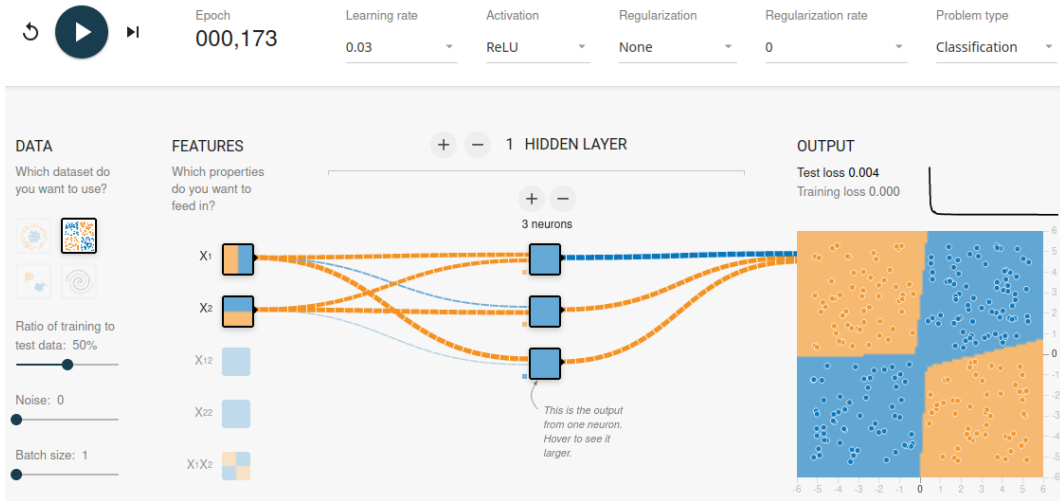 Epoch
000,173
Learning rate
0.03
Activation
ReLU
Regularization
None
Regularization rate
0
Problem type
Classification
DATA
Which dataset do
you want to use?
Ratio of training to
test data: 50%
Noise: 0
Batch size: 1
FEATURES
Which properties
do you want to
feed in?
X1
X2
X12
X22
X1X2
+ − 1 HIDDEN LAYER
+ −
3 neurons
This is the output
from one neuron.
Hover to see it
larger.
OUTPUT
Test loss 0.004
Training loss 0.000
6
5
4
3
2
1
0
-1
-2
-3
-4
-5
-6
-6 -5 -4 -3 -2 -1 0 1 2 3 4 5 6